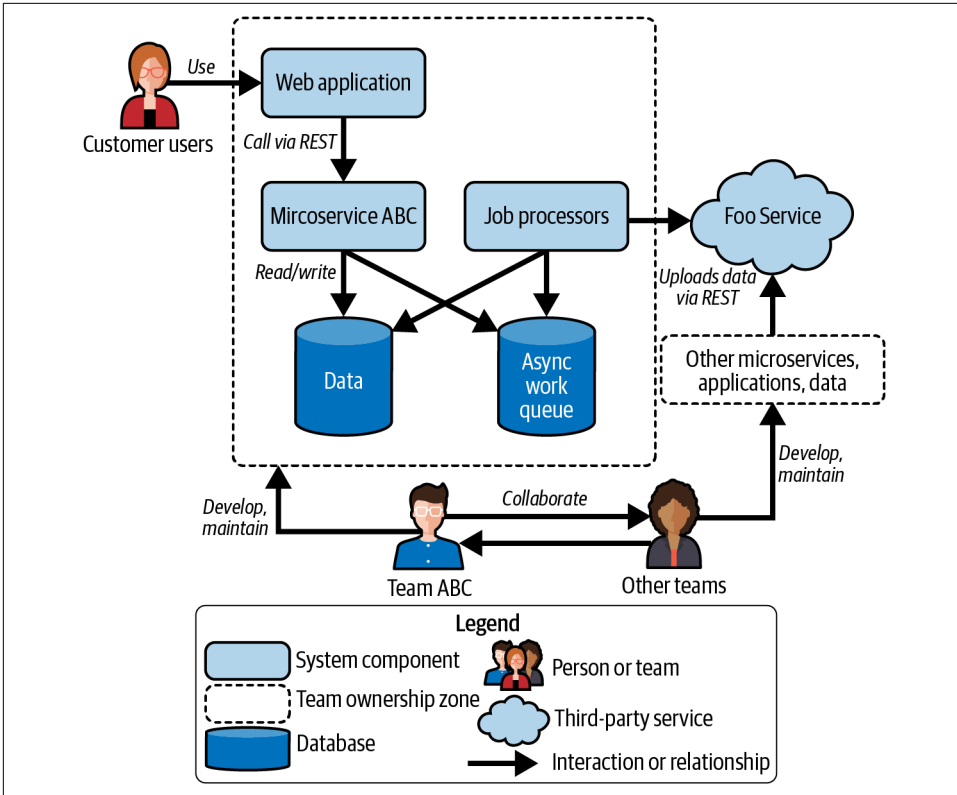 Use
Web application
Customer users
Call via REST
Mircoservice ABC
Job processors
Foo Service
Read/write
Uploads data
via REST
Data
Async
work
queue
Other microservices,
applications, data
Develop,
maintain
Collaborate
Develop,
maintain
Team ABC
Other teams
Legend
System component
Person or team
Team ownership zone
Third-party service
Database
Interaction or relationship